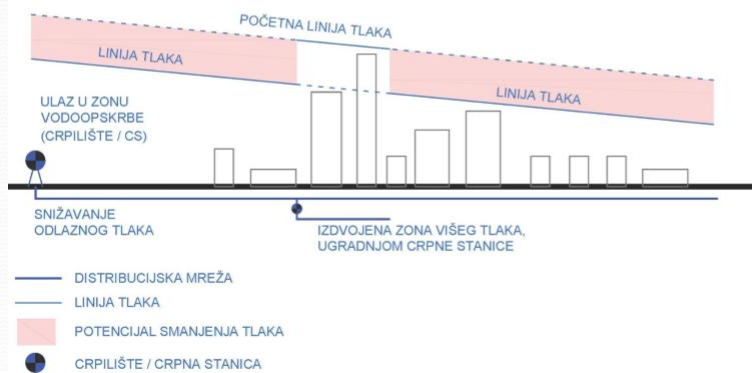 POČETNA LINIJA TLAKA
LINIJA TLAKA
LINIJA TLAKA
ULAZ U ZONU
VODOOPSKRBE
(CRPILIŠTE / CS)
SNIŽAVANJE
ODLAZNOG TLAKA
IZDVOJENA ZONA VIŠEG TLAKA,
UGRADNJOM CRPNE STANICE
DISTRIBUCIJSKA MREŽA
LINIJA TLAKA
POTENCIJAL SMANJENJA TLAKA
CRPILIŠTE / CRPNA STANICA